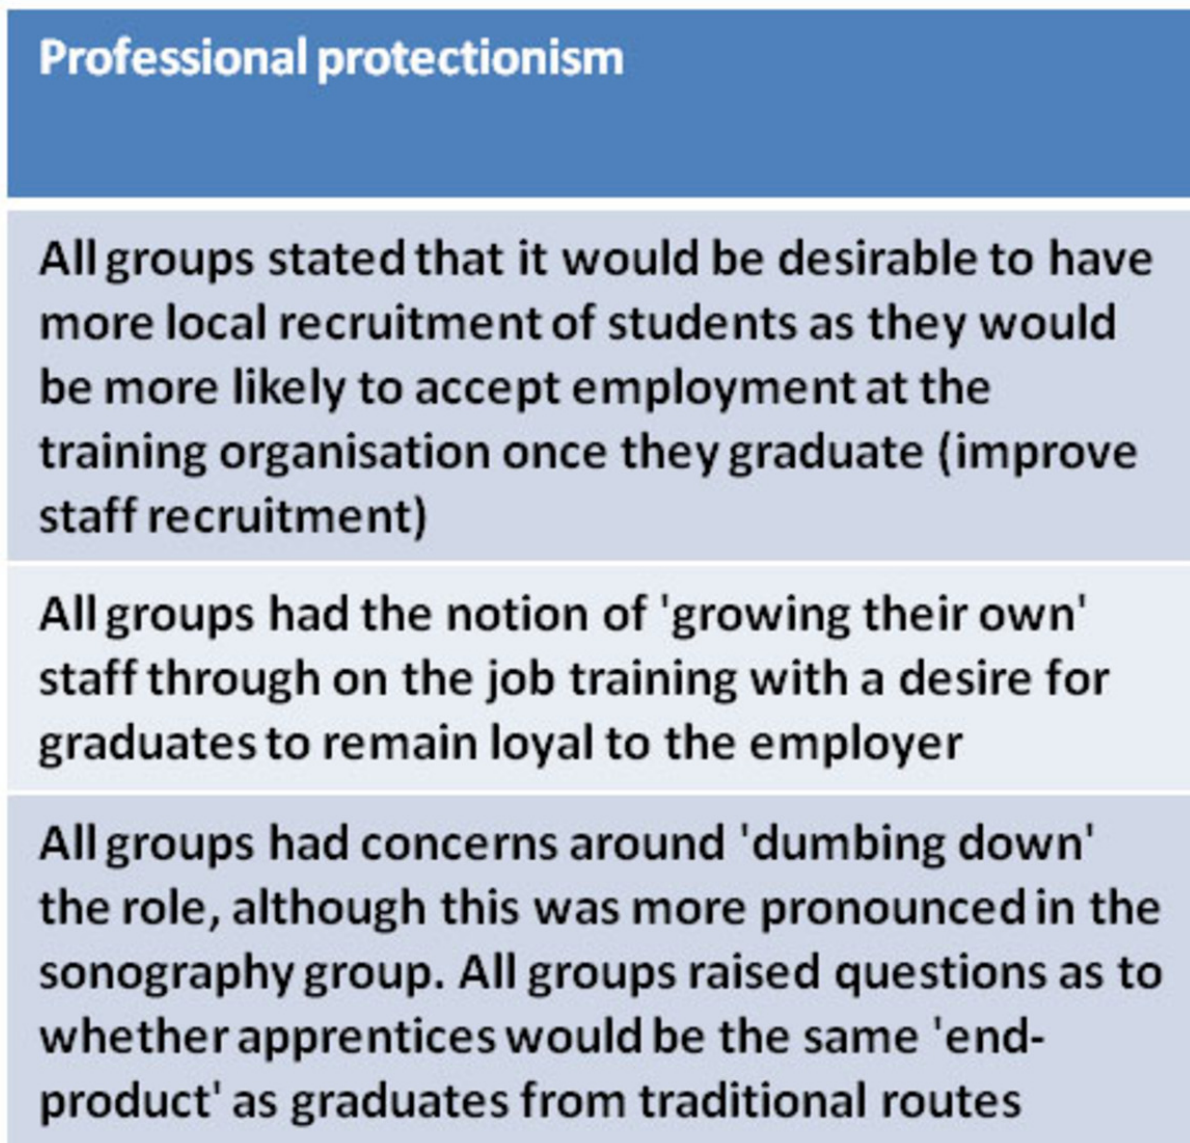 Professional protectionism
All groups stated that it would be desirable to have
more local recruitment of students as they would
be more likely to accept employment at the
training organisation once they graduate (improve
staff recruitment)
All groups had the notion of 'growing their own'
staff through on the job training with a desire for
graduates to remain loyal to the employer
All groups had concerns around 'dumbing down'
the role, although this was more pronounced in the
sonography group. All groups raised questions as to
whether apprentices would be the same 'end-
product' as graduates from traditional routes